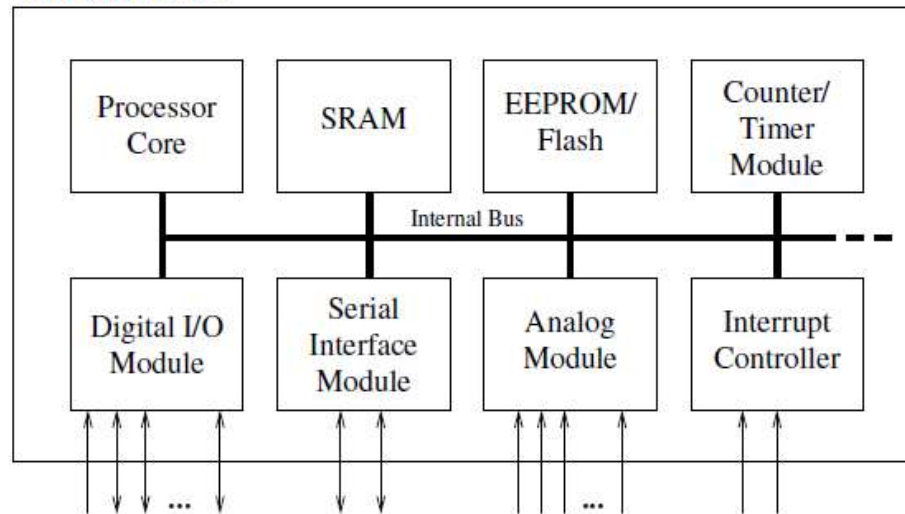 Processor
Core
SRAM
EEPROM/
Flash
Counter/
Timer
Module
Internal Bus
Digital I/O
Module
Serial
Interface
Module
Analog
Module
Interrupt
Controller
...
...